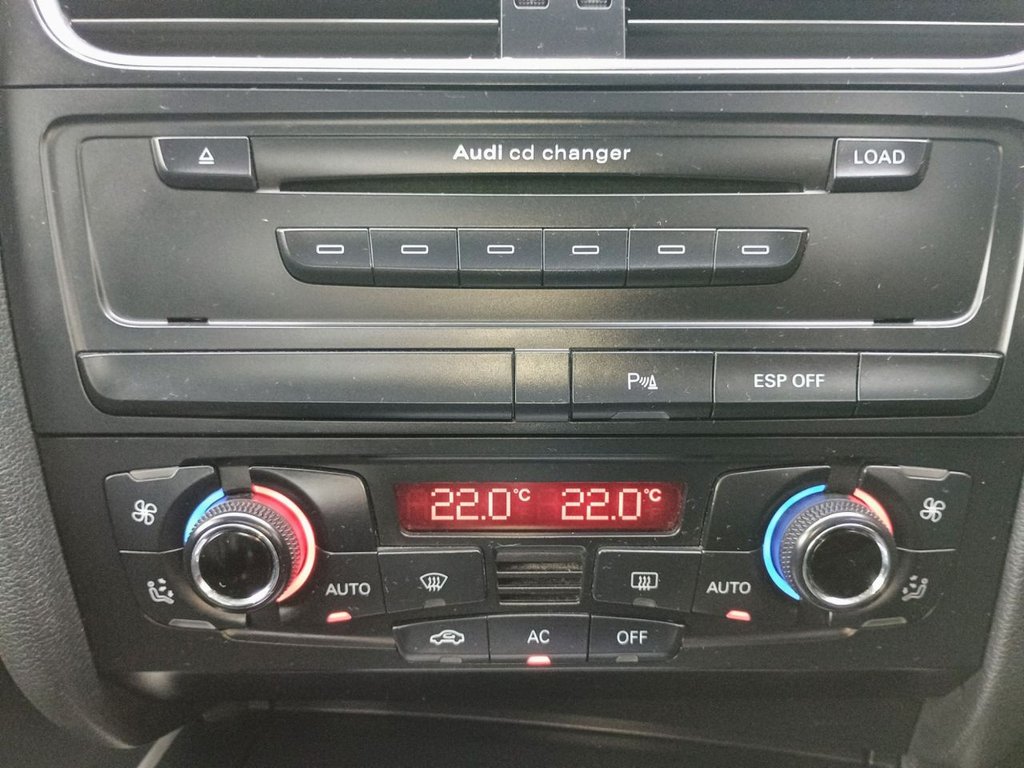 Audi cd changer
LOAD
P
ESP OFF
22.0°C 22.0°C
AUTO
AUTO
AC
OFF